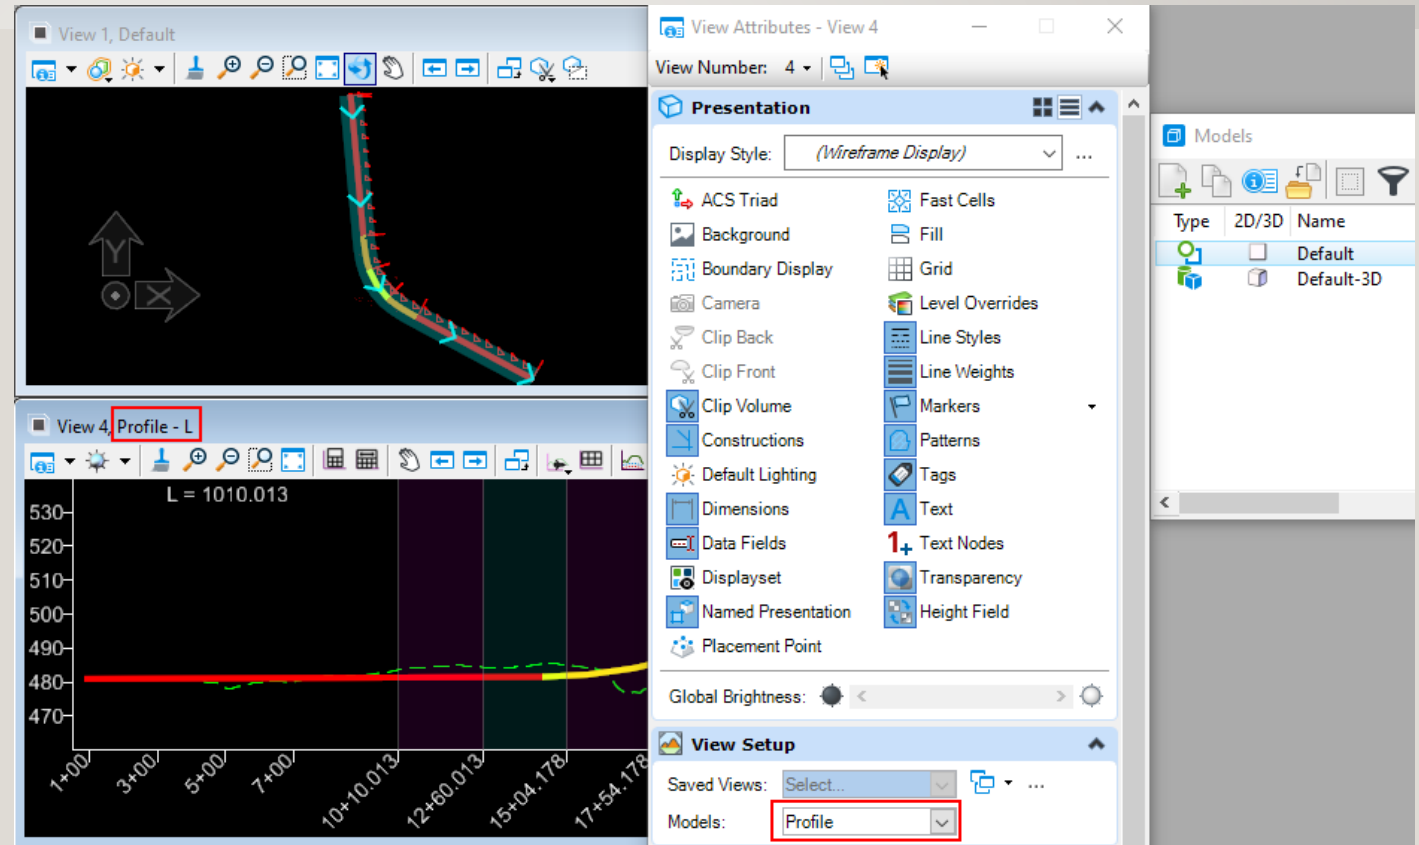 View 1, Default
Y
X
View 4, Profile - L
L = 1010.013
530
520
510
500
490
480
470
1+00
3+00
5+00
7+00
10+10.013
12+60.013
15+04.178
17+54.178
View Attributes - View 4
View Number: 4
Presentation
Display Style: (Wireframe Display) ...
ACS Triad Fast Cells
Background Fill
Boundary Display Grid
Camera Level Overrides
Clip Back Line Styles
Clip Front Line Weights
Clip Volume Markers
Constructions Patterns
Default Lighting Tags
Dimensions Text
Data Fields Text Nodes
Displayset Transparency
Named Presentation Height Field
Placement Point
Global Brightness:
View Setup
Saved Views: Select... ...
Models: Profile
Models
Type 2D/3D Name
Default
Default-3D